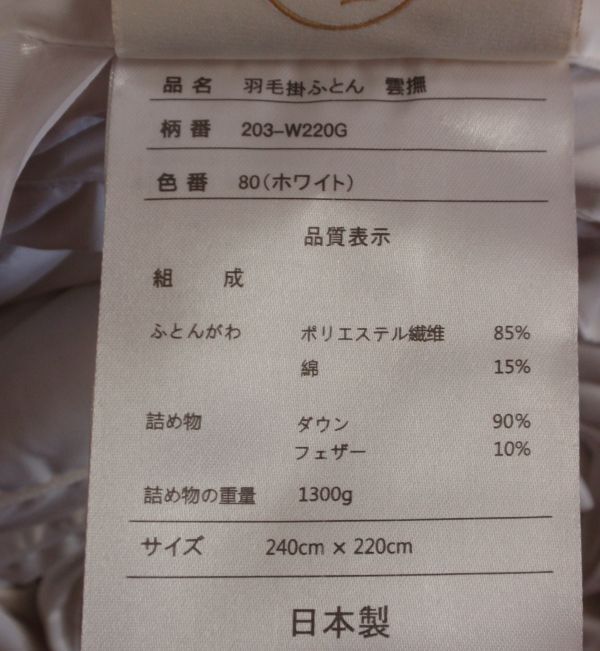 品名 羽毛掛ふとん 雲撫
柄番 203-W220G
色番 80(ホワイト)
品質表示
組 成
ふとんがわ ポリエステル繊维 85%
綿 15%
詰め物 ダウン 90%
フェザー 10%
詰め物の重量 1300g
サイズ 240cm × 220cm
日本製